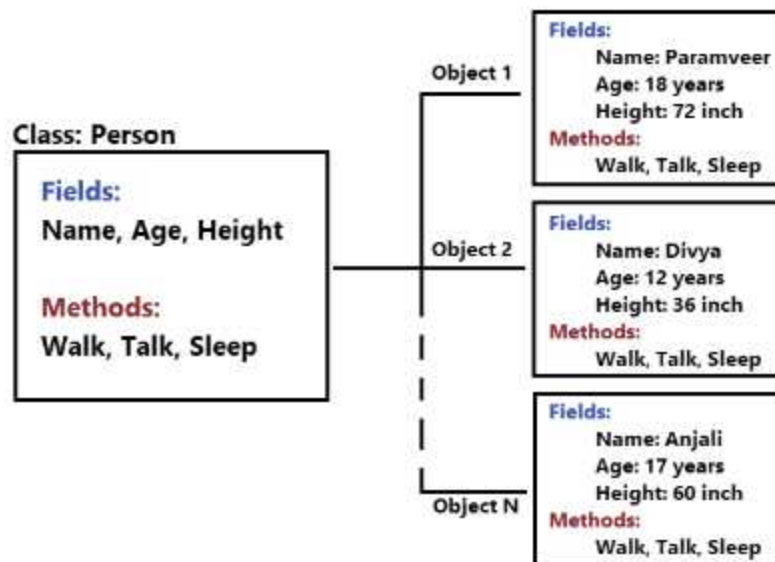 Class: Person
Fields:
Name, Age, Height
Methods:
Walk, Talk, Sleep
Object 1
Fields:
Name: Paramveer
Age: 18 years
Height: 72 inch
Methods:
Walk, Talk, Sleep
Object 2
Fields:
Name: Divya
Age: 12 years
Height: 36 inch
Methods:
Walk, Talk, Sleep
Object N
Fields:
Name: Anjali
Age: 17 years
Height: 60 inch
Methods:
Walk, Talk, Sleep